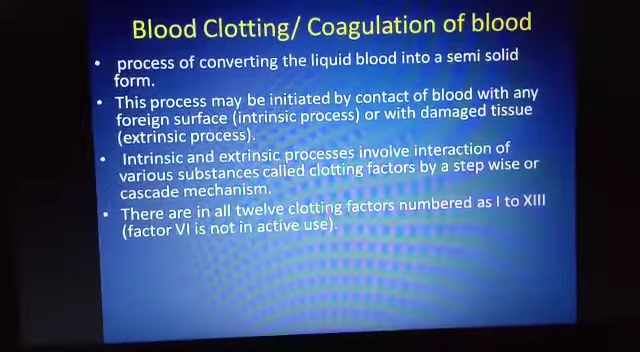 Blood Clotting/ Coagulation of blood
• process of converting the liquid blood into a semi solid
form.
• This process may be initiated by contact of blood with any
foreign surface (intrinsic process) or with damaged tissue
(extrinsic process).
• Intrinsic and extrinsic processes involve interaction of
various substances called clotting factors by a step wise or
cascade mechanism.
• There are in all twelve clotting factors numbered as I to XIII
(factor VI is not in active use).